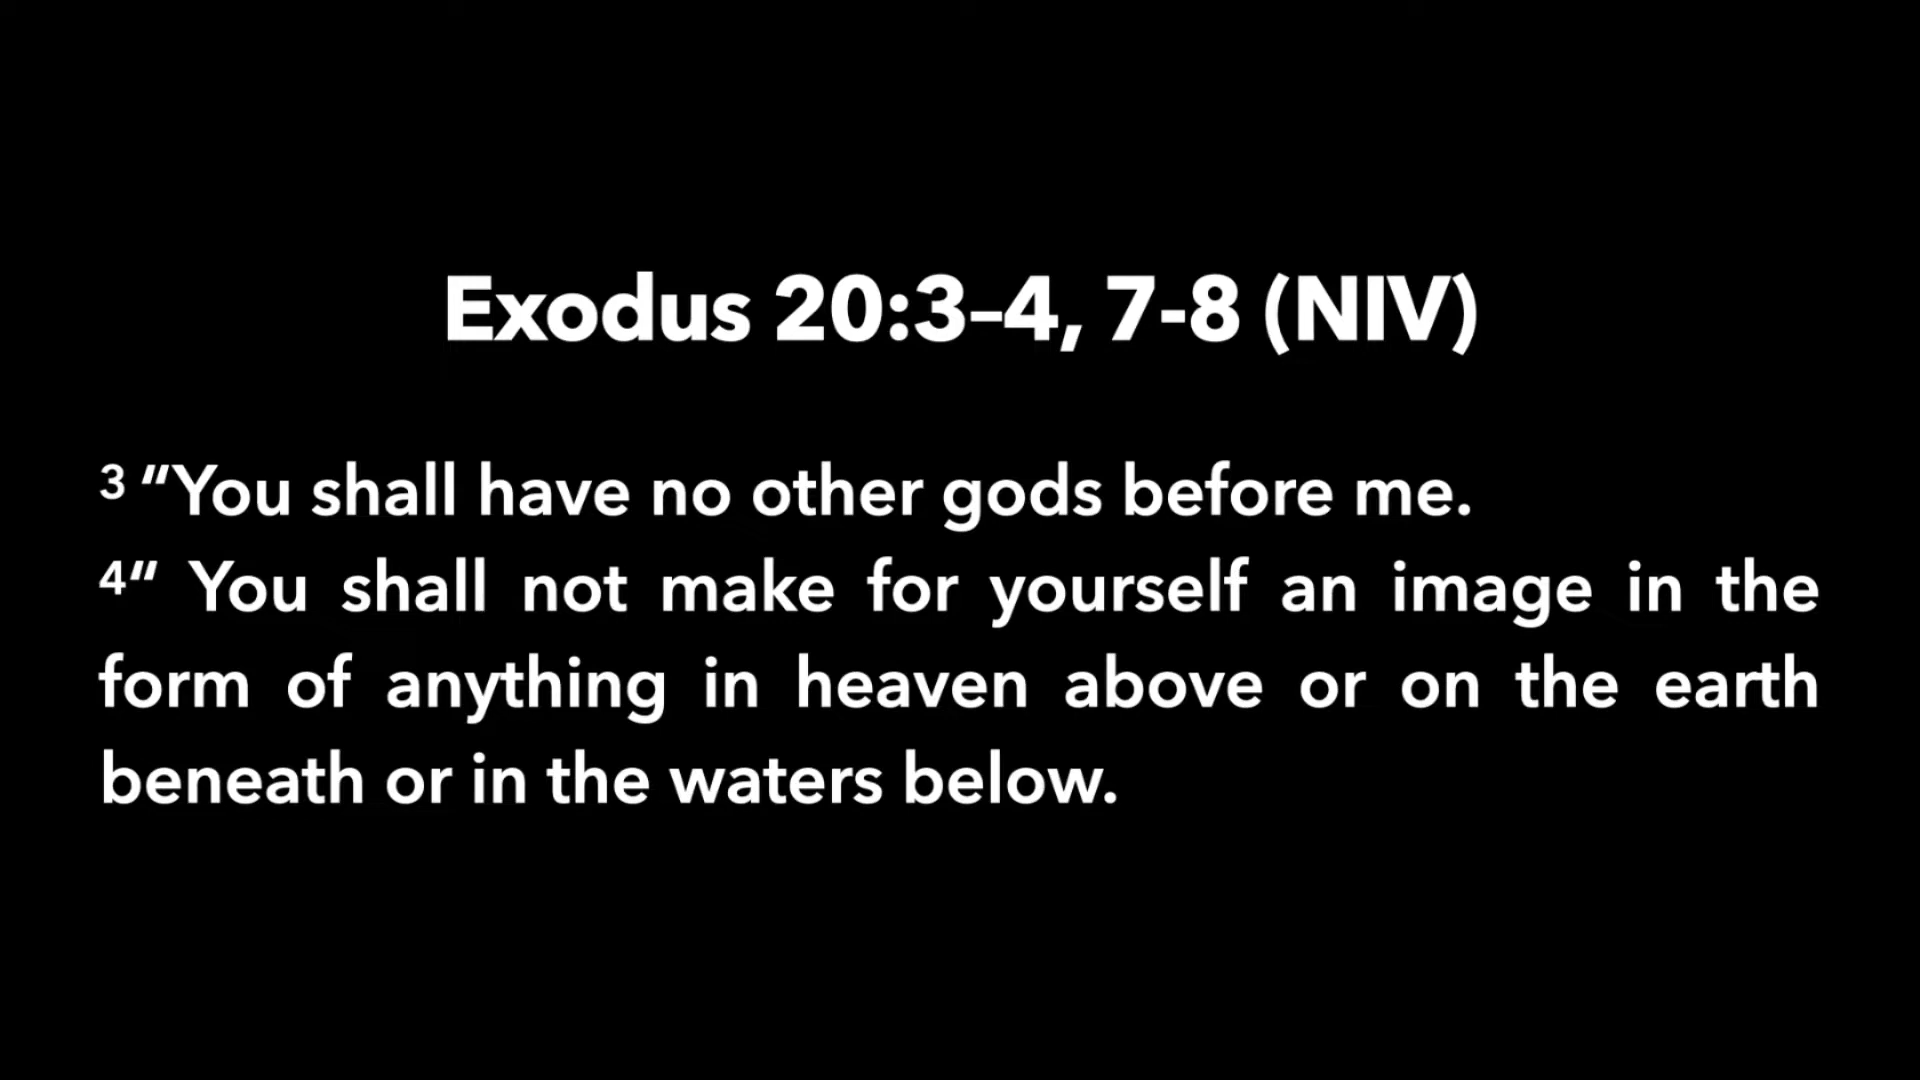 Exodus 20:3–4, 7-8 (NIV)
3 “You shall have no other gods before me.
4“ You shall not make for yourself an image in the
form of anything in heaven above or on the earth
beneath or in the waters below.